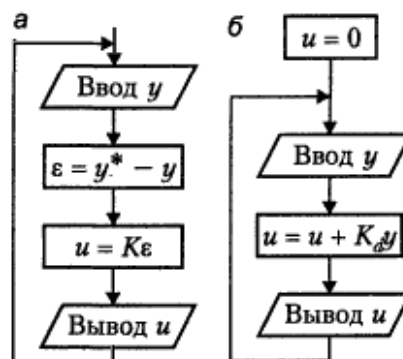 а
Ввод y
ε = y* − y
u = Kε
Вывод u
б
u = 0
Ввод y
u = u + K_d y
Вывод u